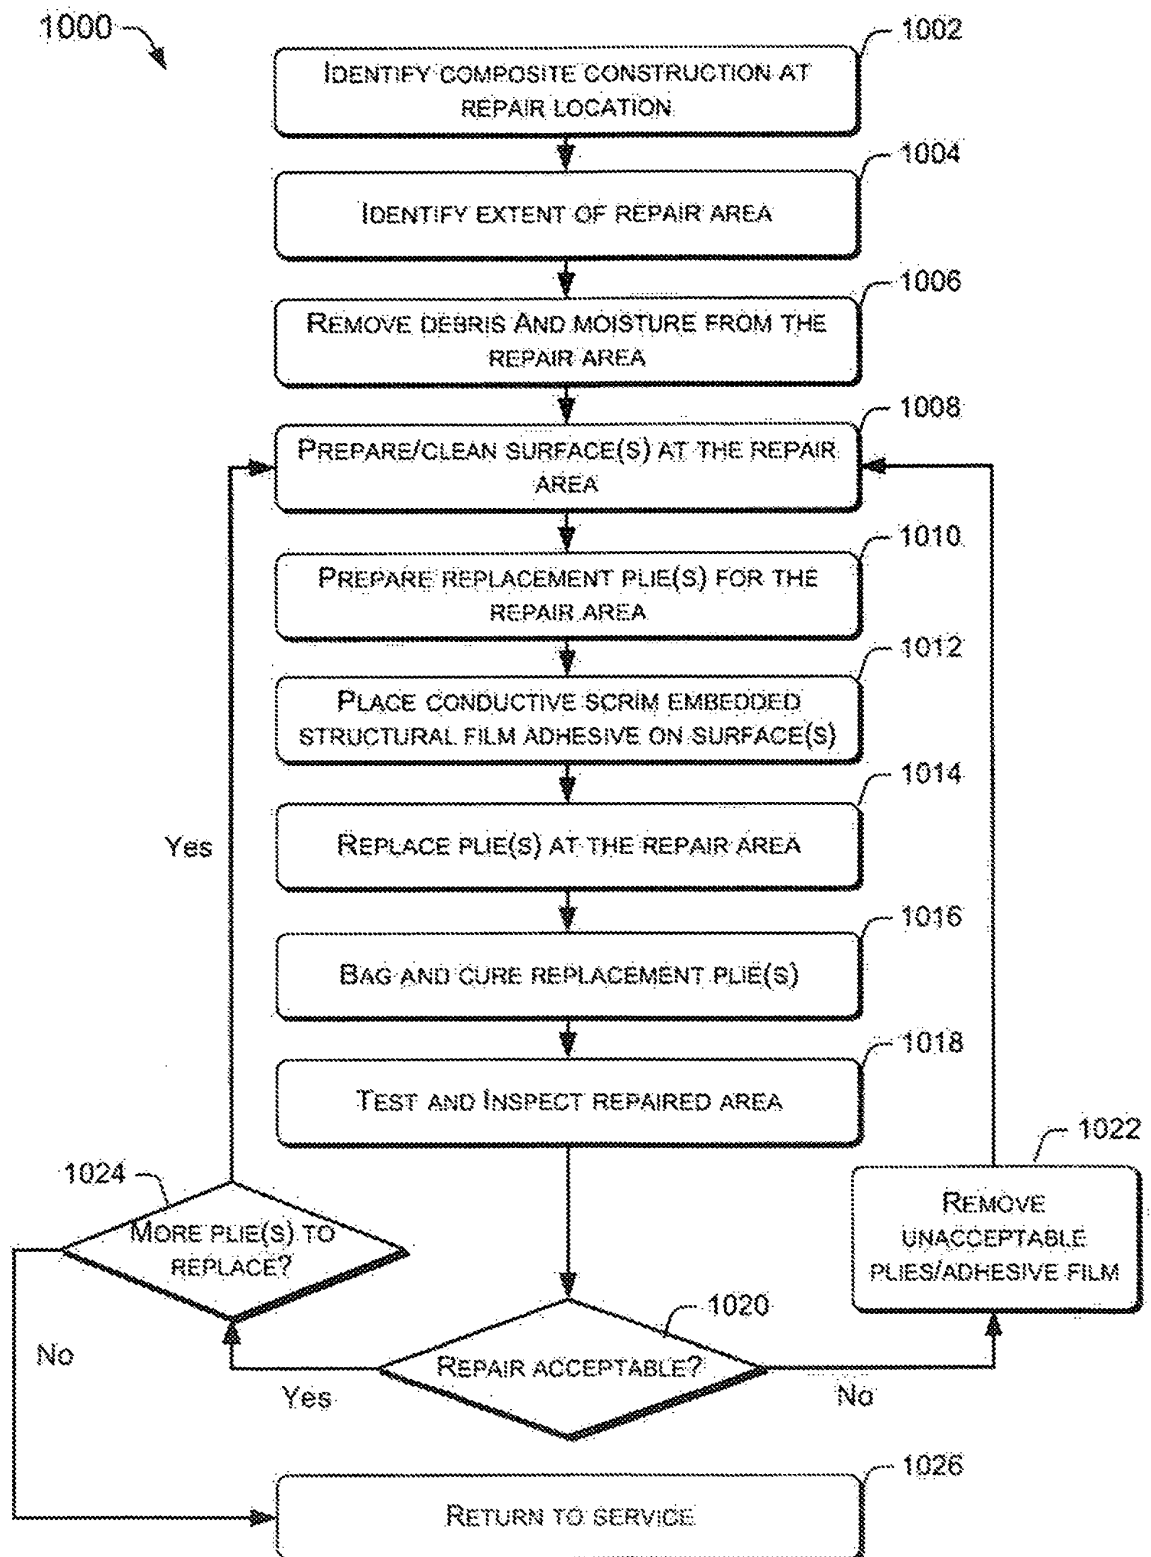 1000
1002
IDENTIFY COMPOSITE CONSTRUCTION AT
REPAIR LOCATION
1004
IDENTIFY EXTENT OF REPAIR AREA
1006
REMOVE DEBRIS AND MOISTURE FROM THE
REPAIR AREA
1008
PREPARE/CLEAN SURFACE(S) AT THE REPAIR
AREA
1010
PREPARE REPLACEMENT PLIE(S) FOR THE
REPAIR AREA
1012
PLACE CONDUCTIVE SCRIM EMBEDDED
STRUCTURAL FILM ADHESIVE ON SURFACE(S)
1014
REPLACE PLIE(S) AT THE REPAIR AREA
Yes
1016
BAG AND CURE REPLACEMENT PLIE(S)
1018
TEST AND INSPECT REPAIRED AREA
1022
REMOVE
UNACCEPTABLE
PLIES/ADHESIVE FILM
1024
MORE PLIE(S) TO
REPLACE?
1020
REPAIR ACCEPTABLE?
No
Yes
No
1026
RETURN TO SERVICE